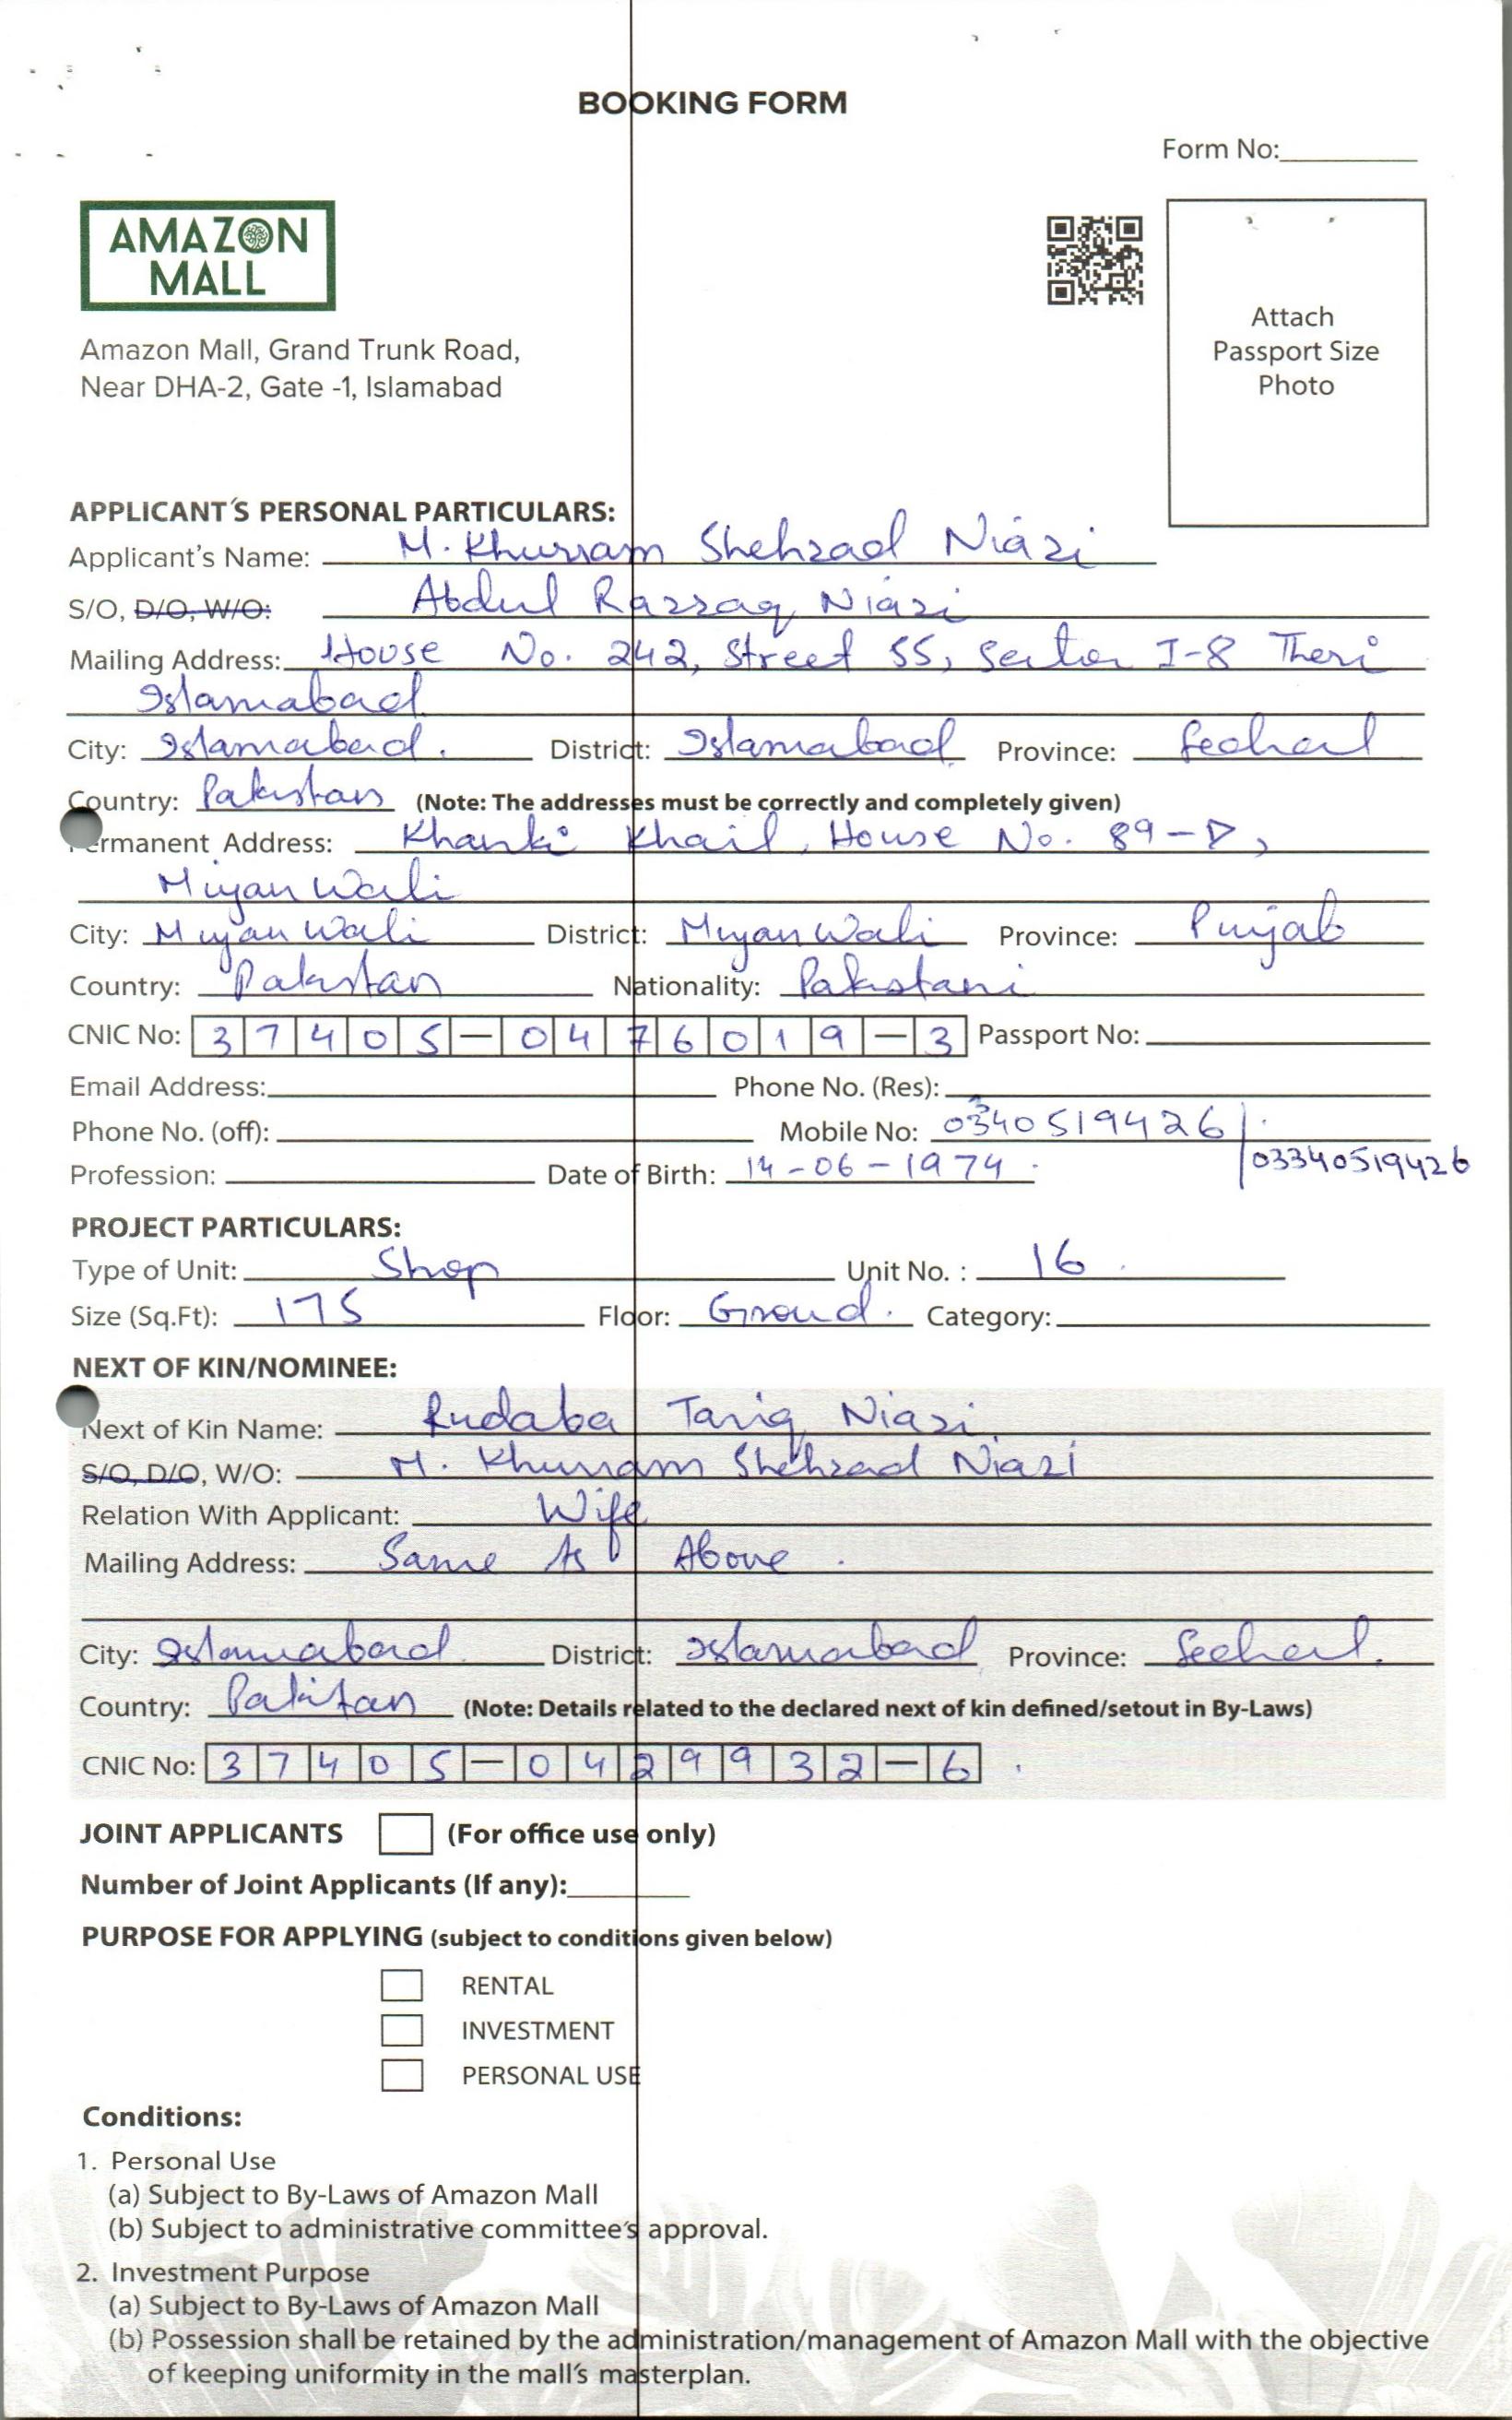 BOOKING FORM
Form No:
AMAZON
MALL
Attach
Passport Size
Photo
Amazon Mall, Grand Trunk Road,
Near DHA-2, Gate -1, Islamabad
APPLICANT'S PERSONAL PARTICULARS:
Applicant's Name: M. Khurram Shehzad Niazi
S/O, D/O, W/O: Abdul Razzaq Niazi
Mailing Address: House No. 242, Street 55, Sector I-8 Theri
Islamabad
City: Islamabad. District: Islamabad Province: Fedral
Country: Pakistan (Note: The addresses must be correctly and completely given)
Permanent Address: Khanki Khail, House No. 89-D,
Miyan Wali
City: Miyan Wali District: Miyan Wali Province: Punjab
Country: Pakistan Nationality: Pakistani
CNIC No: 37405-0476019-3 Passport No:
Email Address: Phone No. (Res):
Phone No. (off): Mobile No: 03340519426/
03340519426
Profession: Date of Birth: 14-06-1974
PROJECT PARTICULARS:
Type of Unit: Shop Unit No. : 16
Size (Sq.Ft): 175 Floor: Groud. Category:
NEXT OF KIN/NOMINEE:
Next of Kin Name: Rudaba Tariq Niazi
S/O, D/O, W/O: M. Khurram Shehzad Niazi
Relation With Applicant: Wife
Mailing Address: Same As Above.
City: Islamabad District: Islamabad Province: Fedral.
Country: Pakistan (Note: Details related to the declared next of kin defined/setout in By-Laws)
CNIC No: 37405-0429932-6
JOINT APPLICANTS (For office use only)
Number of Joint Applicants (If any):
PURPOSE FOR APPLYING (subject to conditions given below)
RENTAL
INVESTMENT
PERSONAL USE
Conditions:
1. Personal Use
(a) Subject to By-Laws of Amazon Mall
(b) Subject to administrative committee's approval.
2. Investment Purpose
(a) Subject to By-Laws of Amazon Mall
(b) Possession shall be retained by the administration/management of Amazon Mall with the objective
of keeping uniformity in the mall's masterplan.